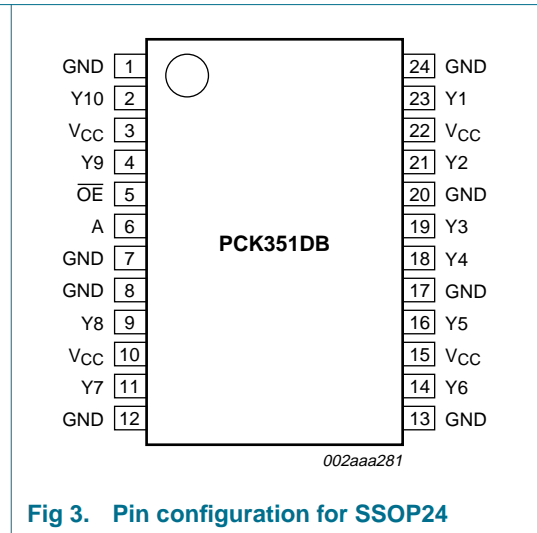 GND 1 24 GND
Y10 2 23 Y1
VCC 3 22 VCC
Y9 4 21 Y2
OE 5 20 GND
A 6 19 Y3
PCK351DB
GND 7 18 Y4
GND 8 17 GND
Y8 9 16 Y5
VCC 10 15 VCC
Y7 11 14 Y6
GND 12 13 GND
002aaa281
Fig 3. Pin configuration for SSOP24